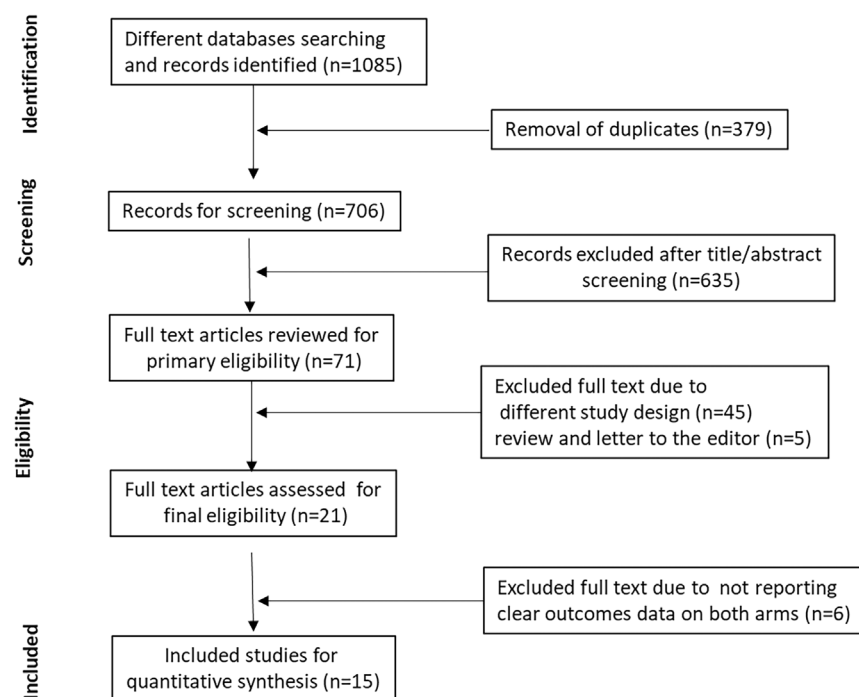 Identification
Different databases searching
and records identified (n=1085)
Removal of duplicates (n=379)
Screening
Records for screening (n=706)
Records excluded after title/abstract
screening (n=635)
Full text articles reviewed for
primary eligibility (n=71)
Eligibility
Excluded full text due to
different study design (n=45)
review and letter to the editor (n=5)
Full text articles assessed for
final eligibility (n=21)
Excluded full text due to not reporting
clear outcomes data on both arms (n=6)
Included
Included studies for
quantitative synthesis (n=15)